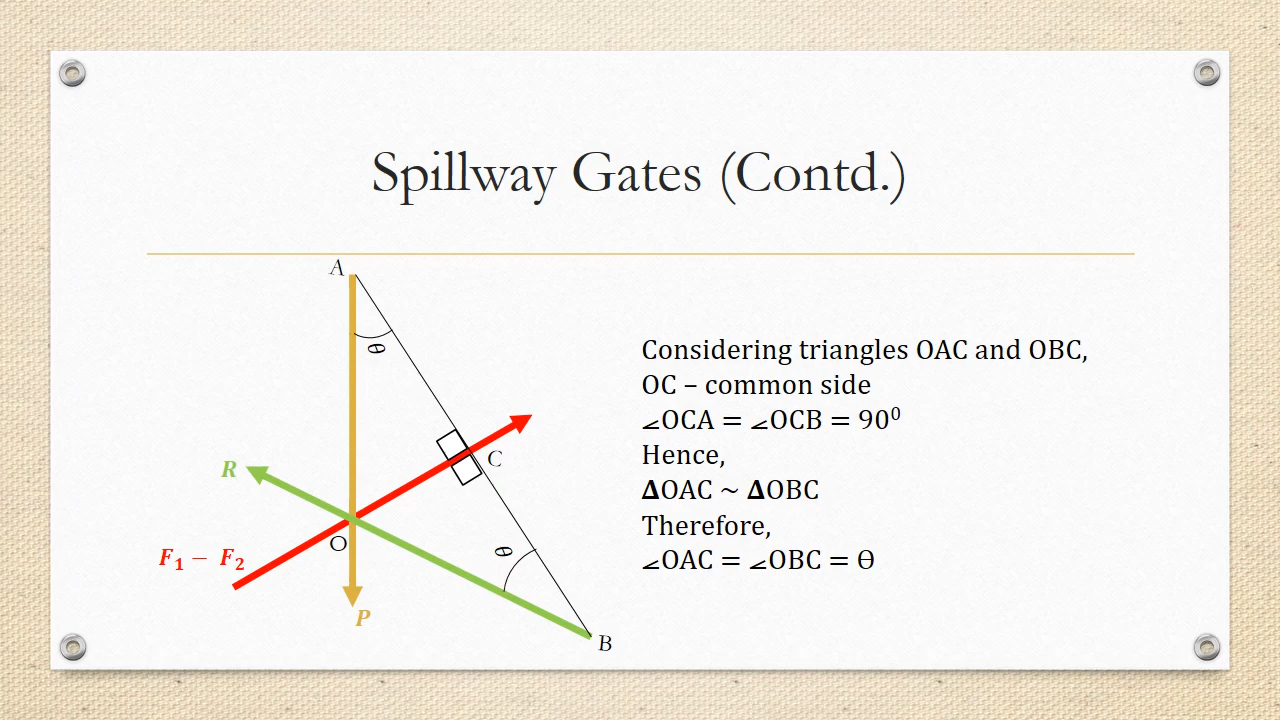 Spillway Gates (Contd.)
A
θ
C
R
θ
O
F₁ − F₂
P
B
Considering triangles OAC and OBC,
OC – common side
∠OCA = ∠OCB = 90⁰
Hence,
ΔOAC ~ ΔOBC
Therefore,
∠OAC = ∠OBC = Θ